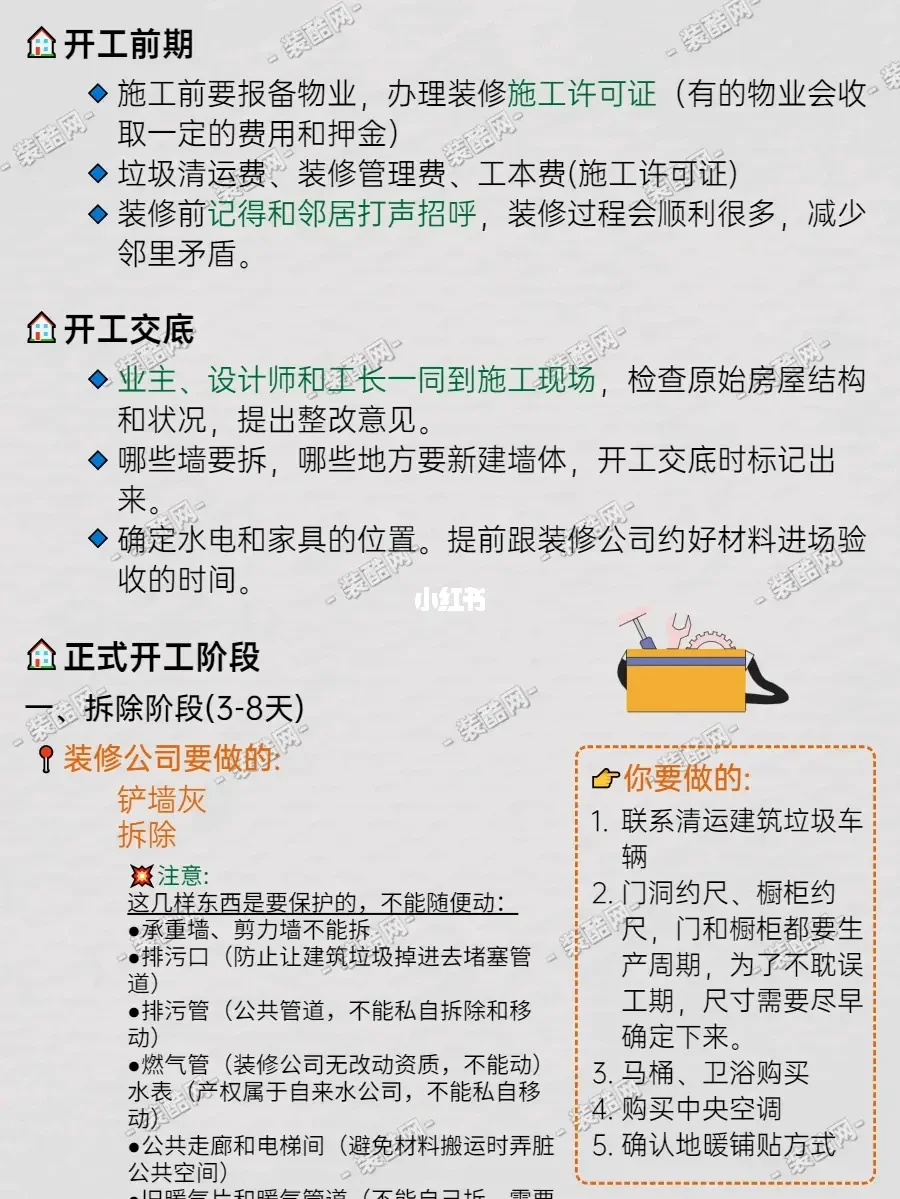 开工前期
施工前要报备物业，办理装修施工许可证（有的物业会收
取一定的费用和押金）
垃圾清运费、装修管理费、工本费(施工许可证)
装修前记得和邻居打声招呼，装修过程会顺利很多，减少
邻里矛盾。
开工交底
业主、设计师和工长一同到施工现场，检查原始房屋结构
和状况，提出整改意见。
哪些墙要拆，哪些地方要新建墙体，开工交底时标记出
来。
确定水电和家具的位置。提前跟装修公司约好材料进场验
收的时间。
小红书
正式开工阶段
一、拆除阶段(3-8天)
装修公司要做的:
铲墙灰
拆除
注意:
这几样东西是要保护的，不能随便动：
●承重墙、剪力墙不能拆
●排污口（防止让建筑垃圾掉进去堵塞管
道）
●排污管（公共管道，不能私自拆除和移
动）
●燃气管（装修公司无改动资质，不能动）
水表（产权属于自来水公司，不能私自移
动）
●公共走廊和电梯间（避免材料搬运时弄脏
公共空间）
●旧暖气片和暖气管道（不能自己拆，需要
你要做的:
1. 联系清运建筑垃圾车
辆
2. 门洞约尺、橱柜约
尺，门和橱柜都要生
产周期，为了不耽误
工期，尺寸需要尽早
确定下来。
3. 马桶、卫浴购买
4. 购买中央空调
5. 确认地暖铺贴方式
- 装酷网-